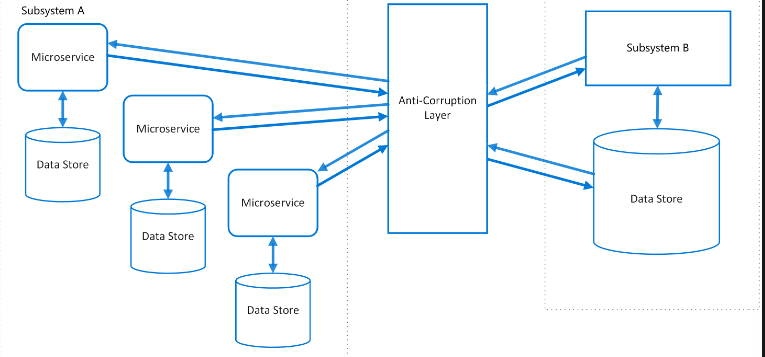 Subsystem A
Microservice
Data Store
Microservice
Data Store
Microservice
Data Store
Anti-Corruption
Layer
Subsystem B
Data Store